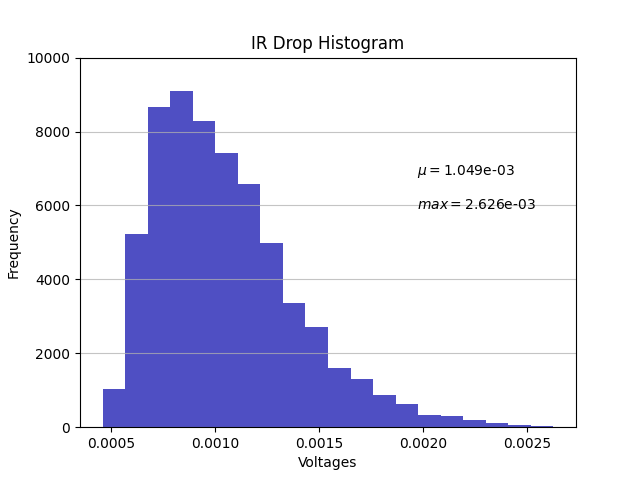 IR Drop Histogram
10000
8000
6000
4000
2000
0
Frequency
μ = 1.049e-03
max = 2.626e-03
0.0005 0.0010 0.0015 0.0020 0.0025
Voltages